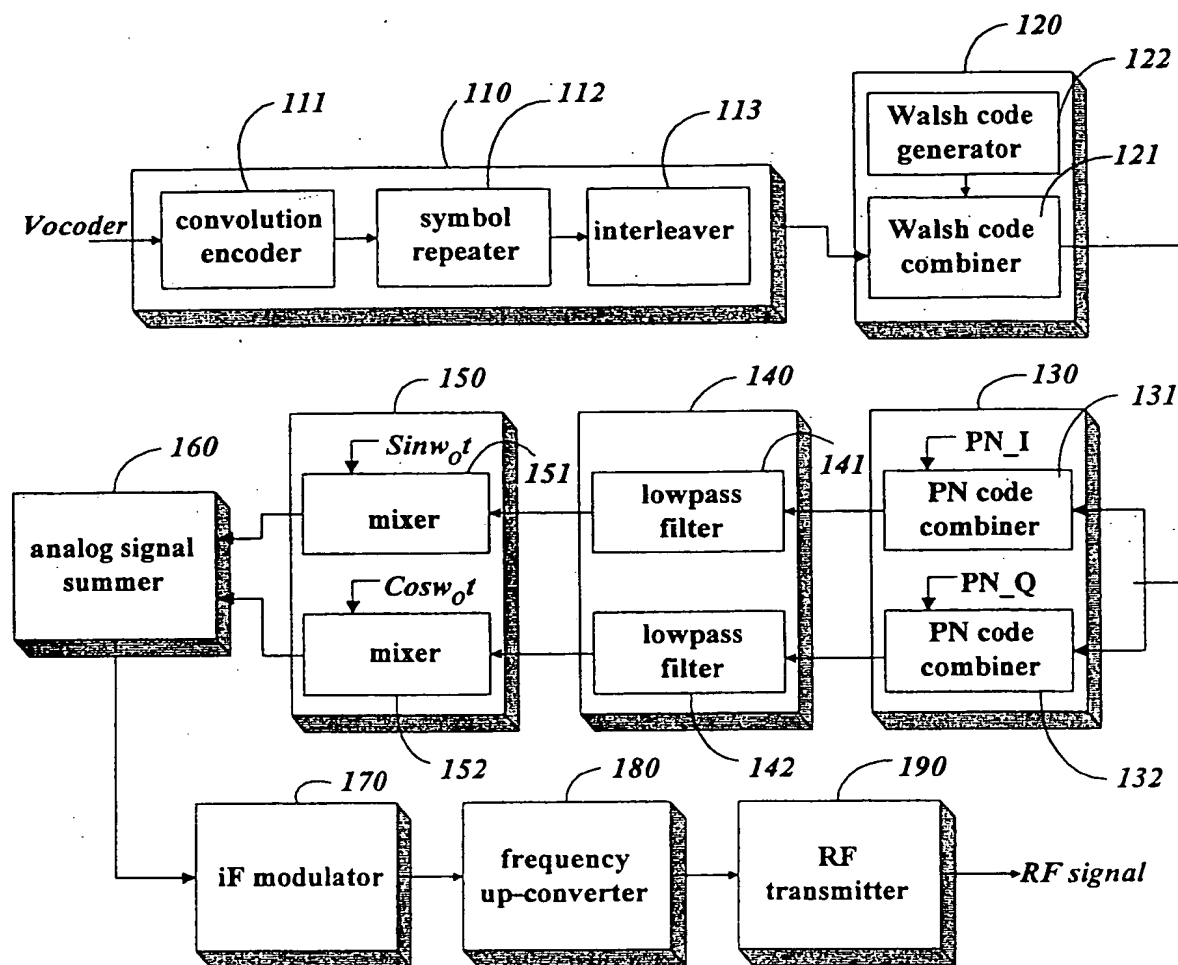 120
122
111
110
112
113
Walsh code
generator
121
Vocoder
convolution
encoder
symbol
repeater
interleaver
Walsh code
combiner
150
140
130
131
160
Sinwot
151
141
PN_I
mixer
lowpass
filter
PN code
combiner
analog signal
summer
Coswot
PN_Q
mixer
lowpass
filter
PN code
combiner
152
142
132
170
180
190
iF modulator
frequency
up-converter
RF
transmitter
RF signal